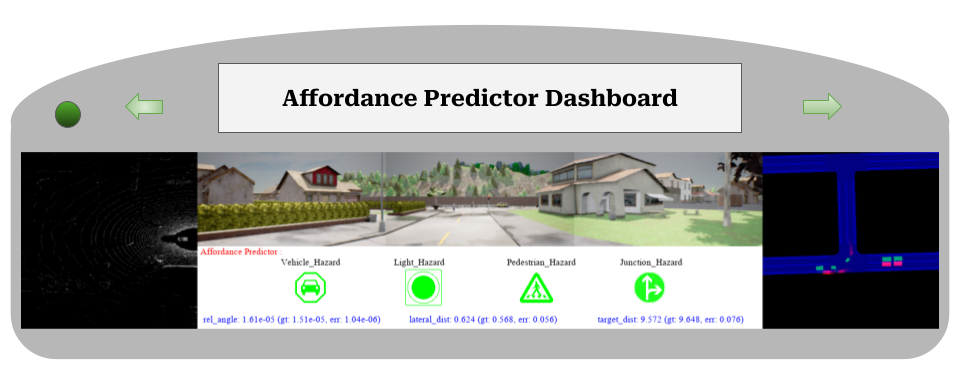 Affordance Predictor Dashboard
Affordance Predictor :
Vehicle_Hazard Light_Hazard Pedestrian_Hazard Junction_Hazard
rel_angle: 1.61e-05 (gt: 1.51e-05, err: 1.04e-06) lateral_dist: 0.624 (gt: 0.568, err: 0.056) target_dist: 9.572 (gt: 9.648, err: 0.076)